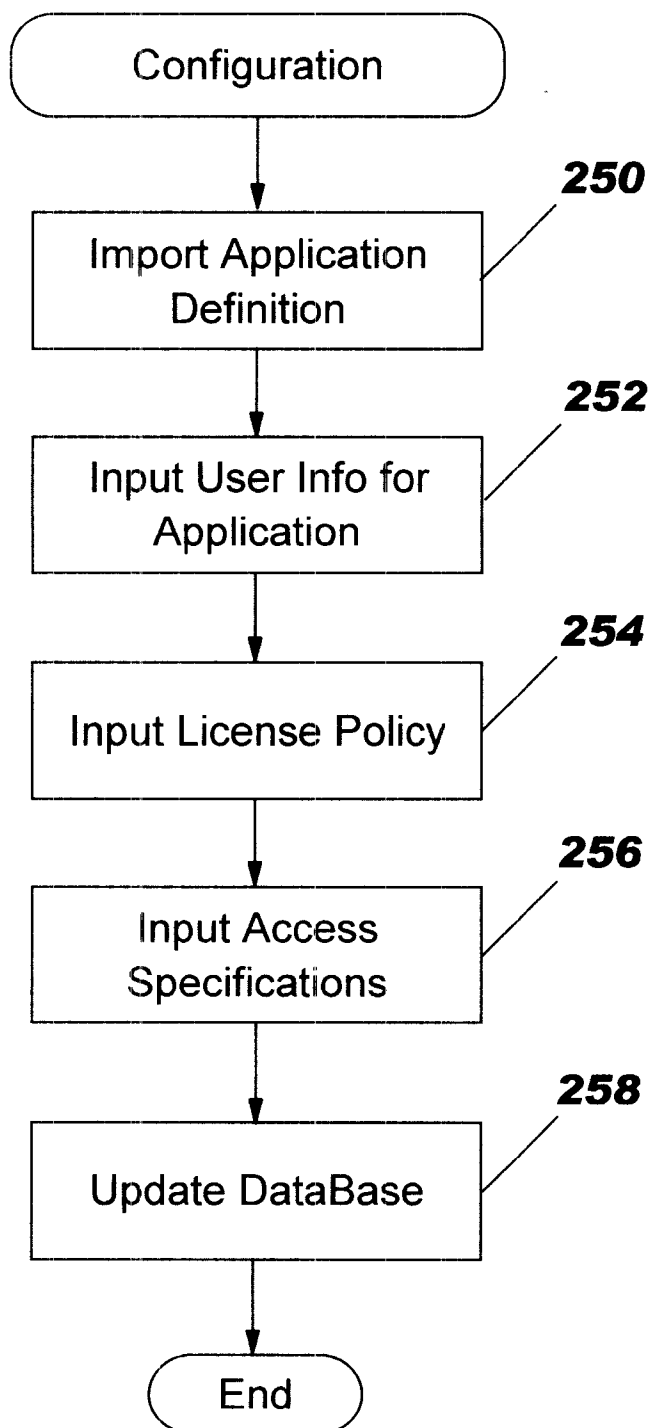 Configuration
250
Import Application
Definition
252
Input User Info for
Application
254
Input License Policy
256
Input Access
Specifications
258
Update DataBase
End